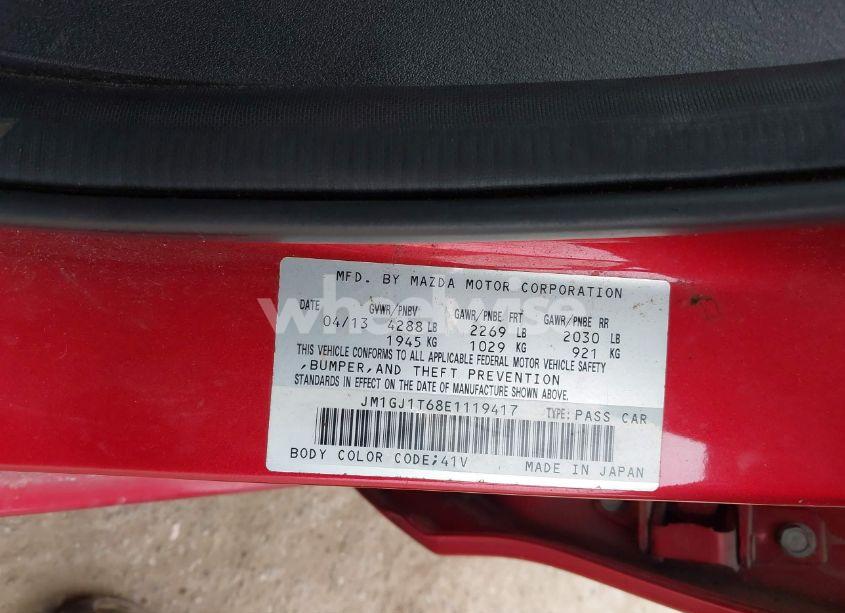 MFD. BY MAZDA MOTOR CORPORATION
DATE GVWR/PNBV GAWR/PNBE FRT GAWR/PNBE RR
04/13 4288 LB 2269 LB 2030 LB
1945 KG 1029 KG 921 KG
THIS VEHICLE CONFORMS TO ALL APPLICABLE FEDERAL MOTOR VEHICLE SAFETY
,BUMPER,AND THEFT PREVENTION
STANDARDS IN EFFECT ON THE DATE OF MANUFACTURE SHOWN ABOVE.
JM1GJ1T68E1119417 TYPE: PASS CAR
BODY COLOR CODE;41V MADE IN JAPAN
wheelwise